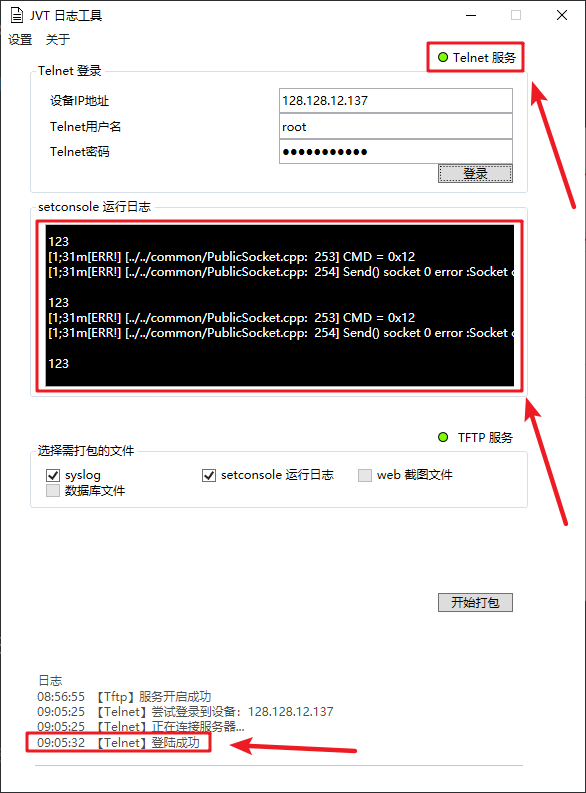 JVT 日志工具
设置 关于
Telnet 服务
Telnet 登录
设备IP地址 128.128.12.137
Telnet用户名 root
Telnet密码 ●●●●●●●●●●●
登录
setconsole 运行日志
123
[1;31m[ERR!] [../../common/PublicSocket.cpp: 253] CMD = 0x12
[1;31m[ERR!] [../../common/PublicSocket.cpp: 254] Send() socket 0 error :Socket
123
[1;31m[ERR!] [../../common/PublicSocket.cpp: 253] CMD = 0x12
[1;31m[ERR!] [../../common/PublicSocket.cpp: 254] Send() socket 0 error :Socket
123
TFTP 服务
选择需打包的文件
syslog setconsole 运行日志 web 截图文件
数据库文件
开始打包
日志
08:56:55 【Tftp】服务开启成功
09:05:25 【Telnet】尝试登录到设备：128.128.12.137
09:05:25 【Telnet】正在连接服务器...
09:05:32 【Telnet】登陆成功